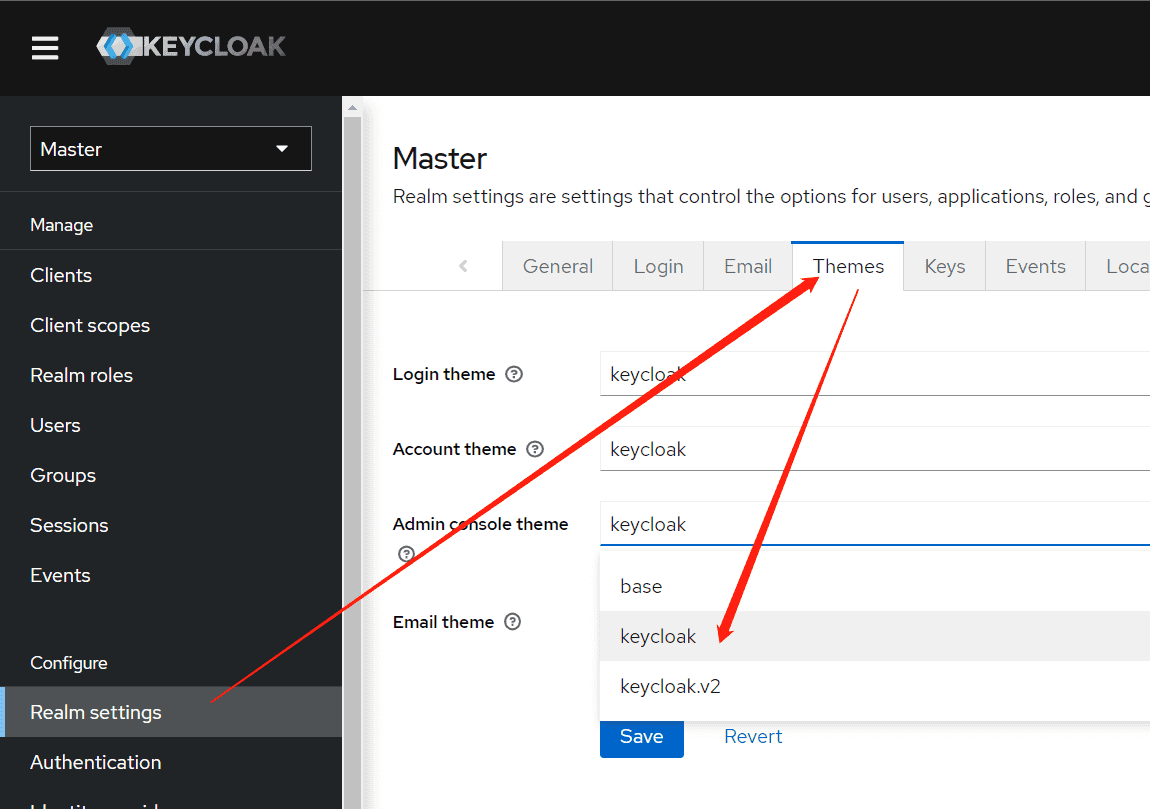 KEYCLOAK
Master
Manage
Clients
Client scopes
Realm roles
Users
Groups
Sessions
Events
Configure
Realm settings
Authentication
Master
Realm settings are settings that control the options for users, applications, roles, and g
General Login Email Themes Keys Events Loca
Login theme keycloak
Account theme keycloak
Admin console theme keycloak
base
keycloak
keycloak.v2
Email theme
Save Revert